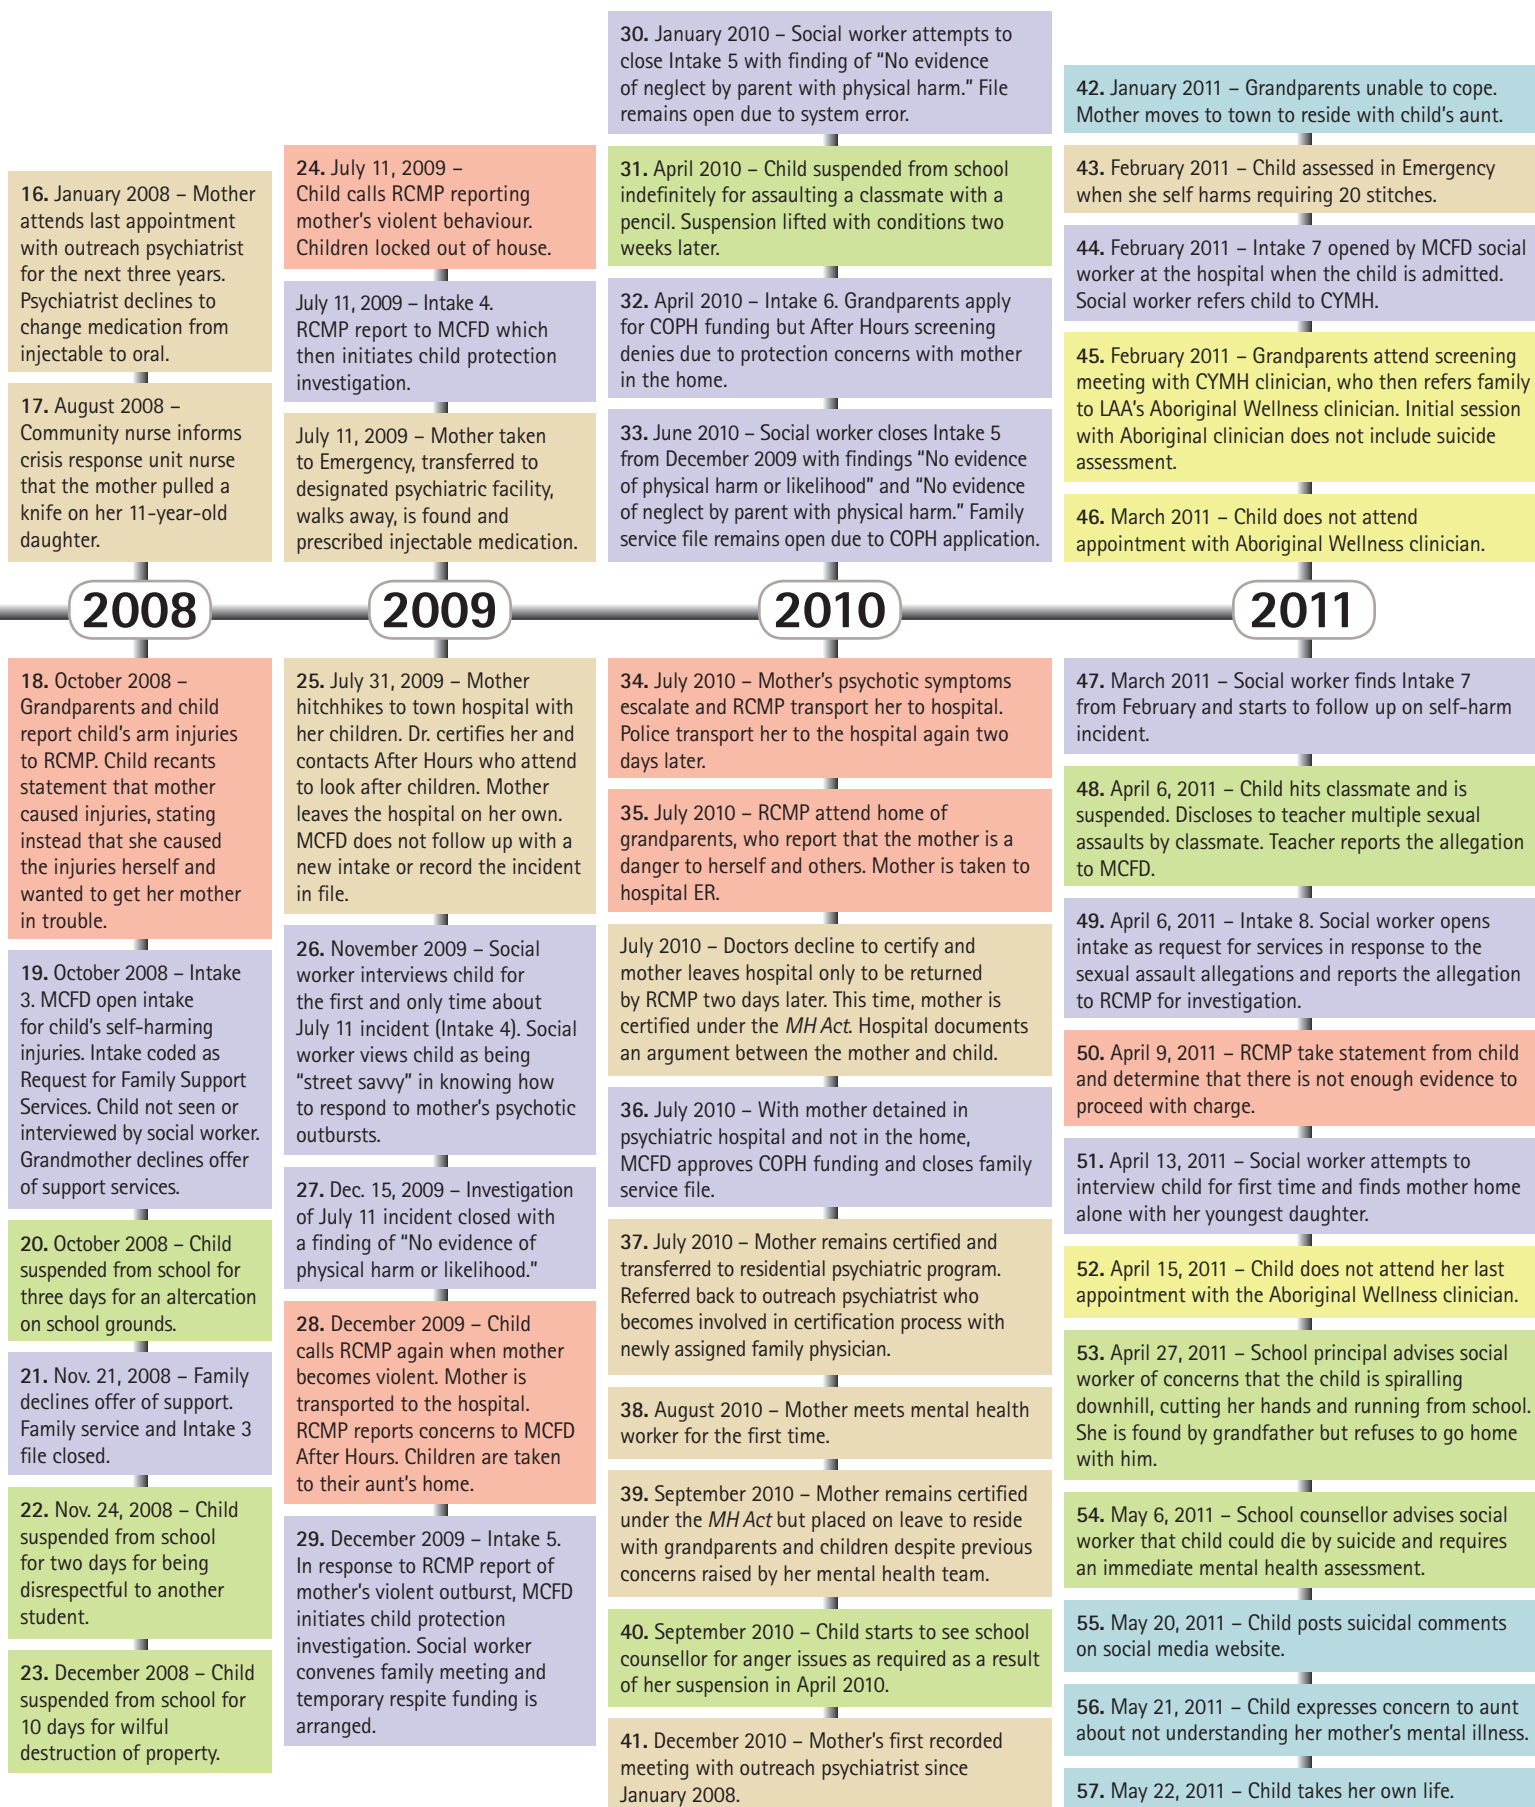 16. January 2008 – Mother
attends last appointment
with outreach psychiatrist
for the next three years.
Psychiatrist declines to
change medication from
injectable to oral.
17. August 2008 –
Community nurse informs
crisis response unit nurse
that the mother pulled a
knife on her 11-year-old
daughter.
2008
18. October 2008 –
Grandparents and child
report child's arm injuries
to RCMP. Child recants
statement that mother
caused injuries, stating
instead that she caused
the injuries herself and
wanted to get her mother
in trouble.
19. October 2008 – Intake
3. MCFD open intake
for child's self-harming
injuries. Intake coded as
Request for Family Support
Services. Child not seen or
interviewed by social worker.
Grandmother declines offer
of support services.
20. October 2008 – Child
suspended from school for
three days for an altercation
on school grounds.
21. Nov. 21, 2008 – Family
declines offer of support.
Family service and Intake 3
file closed.
22. Nov. 24, 2008 – Child
suspended from school
for two days for being
disrespectful to another
student.
23. December 2008 – Child
suspended from school for
10 days for wilful
destruction of property.
24. July 11, 2009 –
Child calls RCMP reporting
mother's violent behaviour.
Children locked out of house.
July 11, 2009 – Intake 4.
RCMP report to MCFD which
then initiates child protection
investigation.
July 11, 2009 – Mother taken
to Emergency, transferred to
designated psychiatric facility,
walks away, is found and
prescribed injectable medication.
2009
25. July 31, 2009 – Mother
hitchhikes to town hospital with
her children. Dr. certifies her and
contacts After Hours who attend
to look after children. Mother
leaves the hospital on her own.
MCFD does not follow up with a
new intake or record the incident
in file.
26. November 2009 – Social
worker interviews child for
the first and only time about
July 11 incident (Intake 4). Social
worker views child as being
"street savvy" in knowing how
to respond to mother's psychotic
outbursts.
27. Dec. 15, 2009 – Investigation
of July 11 incident closed with
a finding of "No evidence of
physical harm or likelihood."
28. December 2009 – Child
calls RCMP again when mother
becomes violent. Mother is
transported to the hospital.
RCMP reports concerns to MCFD
After Hours. Children are taken
to their aunt's home.
29. December 2009 – Intake 5.
In response to RCMP report of
mother's violent outburst, MCFD
initiates child protection
investigation. Social worker
convenes family meeting and
temporary respite funding is
arranged.
30. January 2010 – Social worker attempts to
close Intake 5 with finding of "No evidence
of neglect by parent with physical harm." File
remains open due to system error.
31. April 2010 – Child suspended from school
indefinitely for assaulting a classmate with a
pencil. Suspension lifted with conditions two
weeks later.
32. April 2010 – Intake 6. Grandparents apply
for COPH funding but After Hours screening
denies due to protection concerns with mother
in the home.
33. June 2010 – Social worker closes Intake 5
from December 2009 with findings "No evidence
of physical harm or likelihood" and "No evidence
of neglect by parent with physical harm." Family
service file remains open due to COPH application.
2010
34. July 2010 – Mother's psychotic symptoms
escalate and RCMP transport her to hospital.
Police transport her to the hospital again two
days later.
35. July 2010 – RCMP attend home of
grandparents, who report that the mother is a
danger to herself and others. Mother is taken to
hospital ER.
July 2010 – Doctors decline to certify and
mother leaves hospital only to be returned
by RCMP two days later. This time, mother is
certified under the MH Act. Hospital documents
an argument between the mother and child.
36. July 2010 – With mother detained in
psychiatric hospital and not in the home,
MCFD approves COPH funding and closes family
service file.
37. July 2010 – Mother remains certified and
transferred to residential psychiatric program.
Referred back to outreach psychiatrist who
becomes involved in certification process with
newly assigned family physician.
38. August 2010 – Mother meets mental health
worker for the first time.
39. September 2010 – Mother remains certified
under the MH Act but placed on leave to reside
with grandparents and children despite previous
concerns raised by her mental health team.
40. September 2010 – Child starts to see school
counsellor for anger issues as required as a result
of her suspension in April 2010.
41. December 2010 – Mother's first recorded
meeting with outreach psychiatrist since
January 2008.
42. January 2011 – Grandparents unable to cope.
Mother moves to town to reside with child's aunt.
43. February 2011 – Child assessed in Emergency
when she self harms requiring 20 stitches.
44. February 2011 – Intake 7 opened by MCFD social
worker at the hospital when the child is admitted.
Social worker refers child to CYMH.
45. February 2011 – Grandparents attend screening
meeting with CYMH clinician, who then refers family
to LAA's Aboriginal Wellness clinician. Initial session
with Aboriginal clinician does not include suicide
assessment.
46. March 2011 – Child does not attend
appointment with Aboriginal Wellness clinician.
2011
47. March 2011 – Social worker finds Intake 7
from February and starts to follow up on self-harm
incident.
48. April 6, 2011 – Child hits classmate and is
suspended. Discloses to teacher multiple sexual
assaults by classmate. Teacher reports the allegation
to MCFD.
49. April 6, 2011 – Intake 8. Social worker opens
intake as request for services in response to the
sexual assault allegations and reports the allegation
to RCMP for investigation.
50. April 9, 2011 – RCMP take statement from child
and determine that there is not enough evidence to
proceed with charge.
51. April 13, 2011 – Social worker attempts to
interview child for first time and finds mother home
alone with her youngest daughter.
52. April 15, 2011 – Child does not attend her last
appointment with the Aboriginal Wellness clinician.
53. April 27, 2011 – School principal advises social
worker of concerns that the child is spiralling
downhill, cutting her hands and running from school.
She is found by grandfather but refuses to go home
with him.
54. May 6, 2011 – School counsellor advises social
worker that child could die by suicide and requires
an immediate mental health assessment.
55. May 20, 2011 – Child posts suicidal comments
on social media website.
56. May 21, 2011 – Child expresses concern to aunt
about not understanding her mother's mental illness.
57. May 22, 2011 – Child takes her own life.